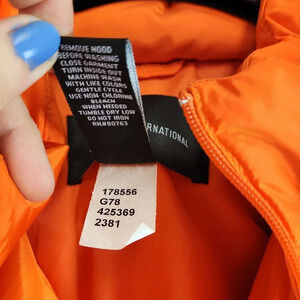 REMOVE HOOD
BEFORE WASHING
CLOSE GARMENT
TURN INSIDE OUT
MACHINE WASH
WITH LIKE COLORS
GENTLE CYCLE
USE NON-CHLORINE
BLEACH
WHEN NEEDED
TUMBLE DRY LOW
DO NOT IRON
RN#80763
ERNATIONAL
178556
G78
425369
2381